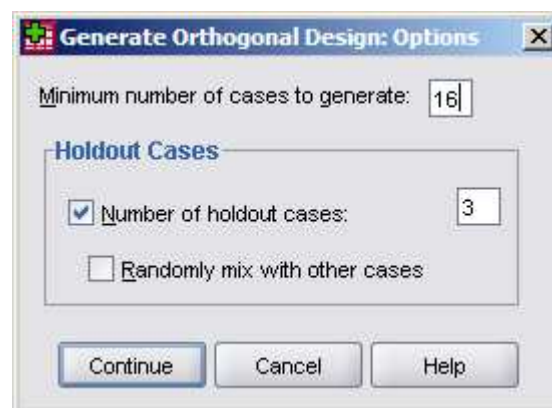 Generate Orthogonal Design: Options
Minimum number of cases to generate: 16
Holdout Cases
Number of holdout cases: 3
Randomly mix with other cases
Continue Cancel Help